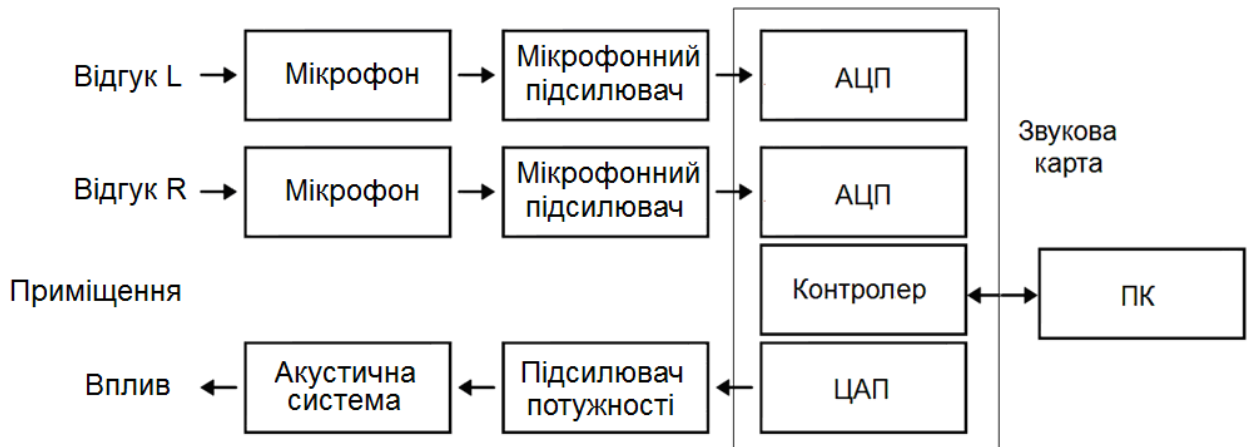 Відгук L
Мікрофон
Мікрофонний
підсилювач
АЦП
Звукова
карта
Відгук R
Мікрофон
Мікрофонний
підсилювач
АЦП
Приміщення
Контролер
ПК
Вплив
Акустична
система
Підсилювач
потужності
ЦАП